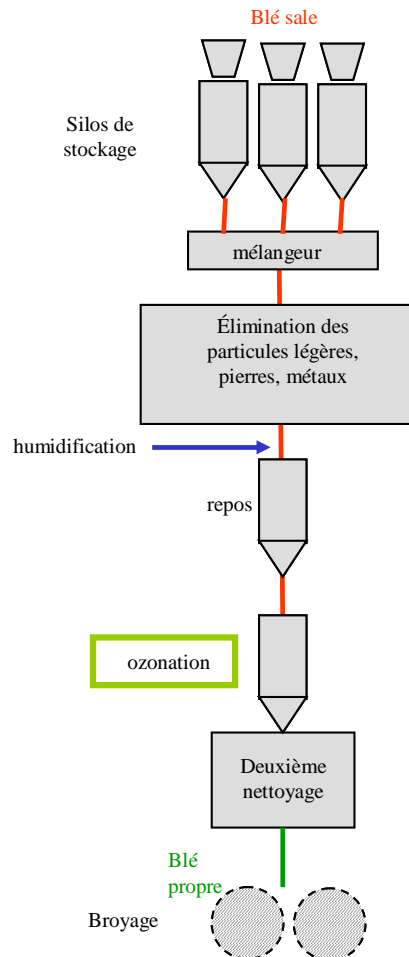 Blé sale
Silos de
stockage
mélangeur
Élimination des
particules légères,
pierres, métaux
humidification
repos
ozonation
Deuxième
nettoyage
Blé
propre
Broyage